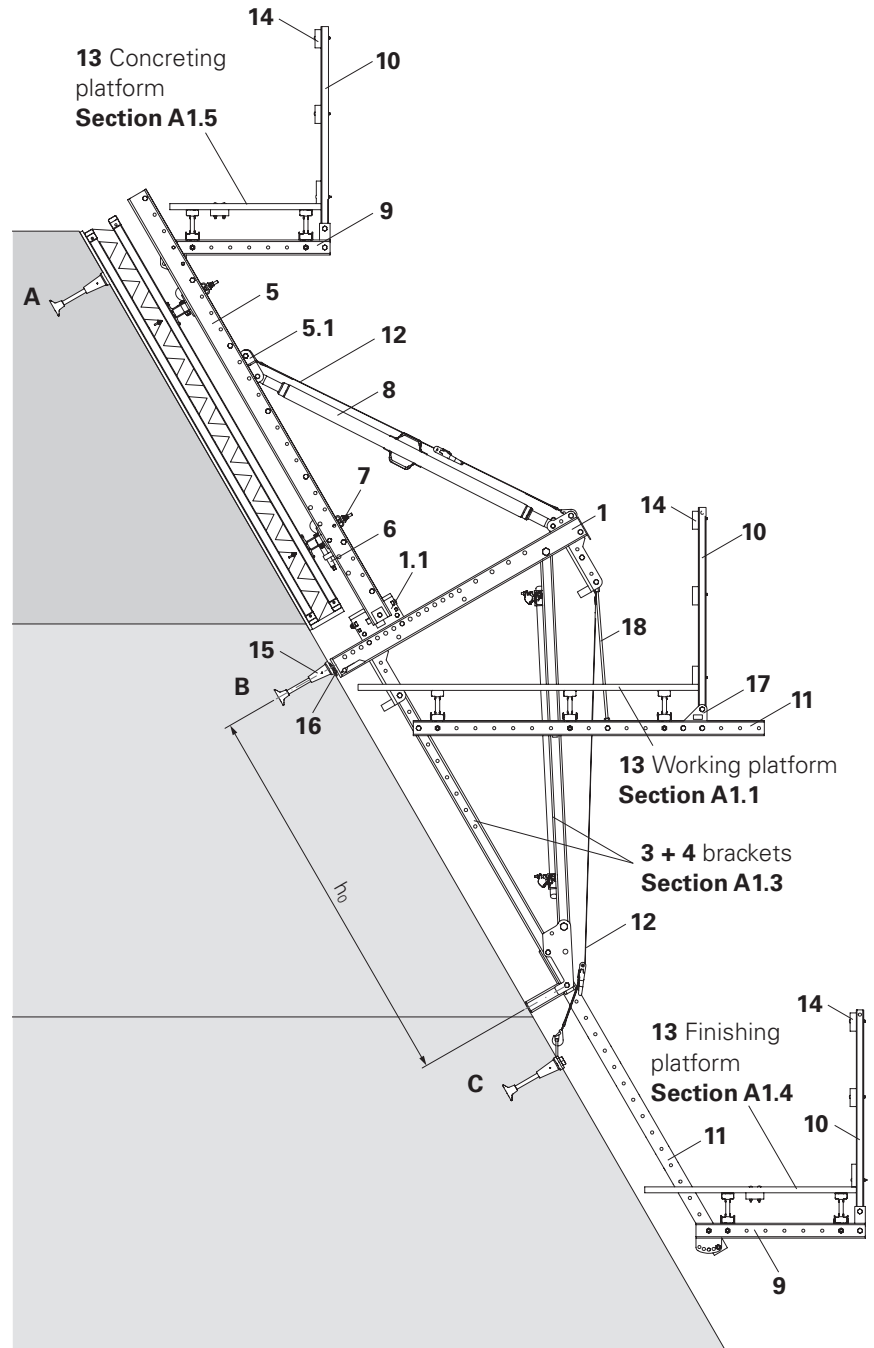 14
13 Concreting
platform
Section A1.5
10
9
A
5
5.1
12
8
7
6
1.1
1
14
10
18
15
B
16
17
11
13 Working platform
Section A1.1
3 + 4 brackets
Section A1.3
h0
12
14
13 Finishing
platform
Section A1.4
C
11
10
9